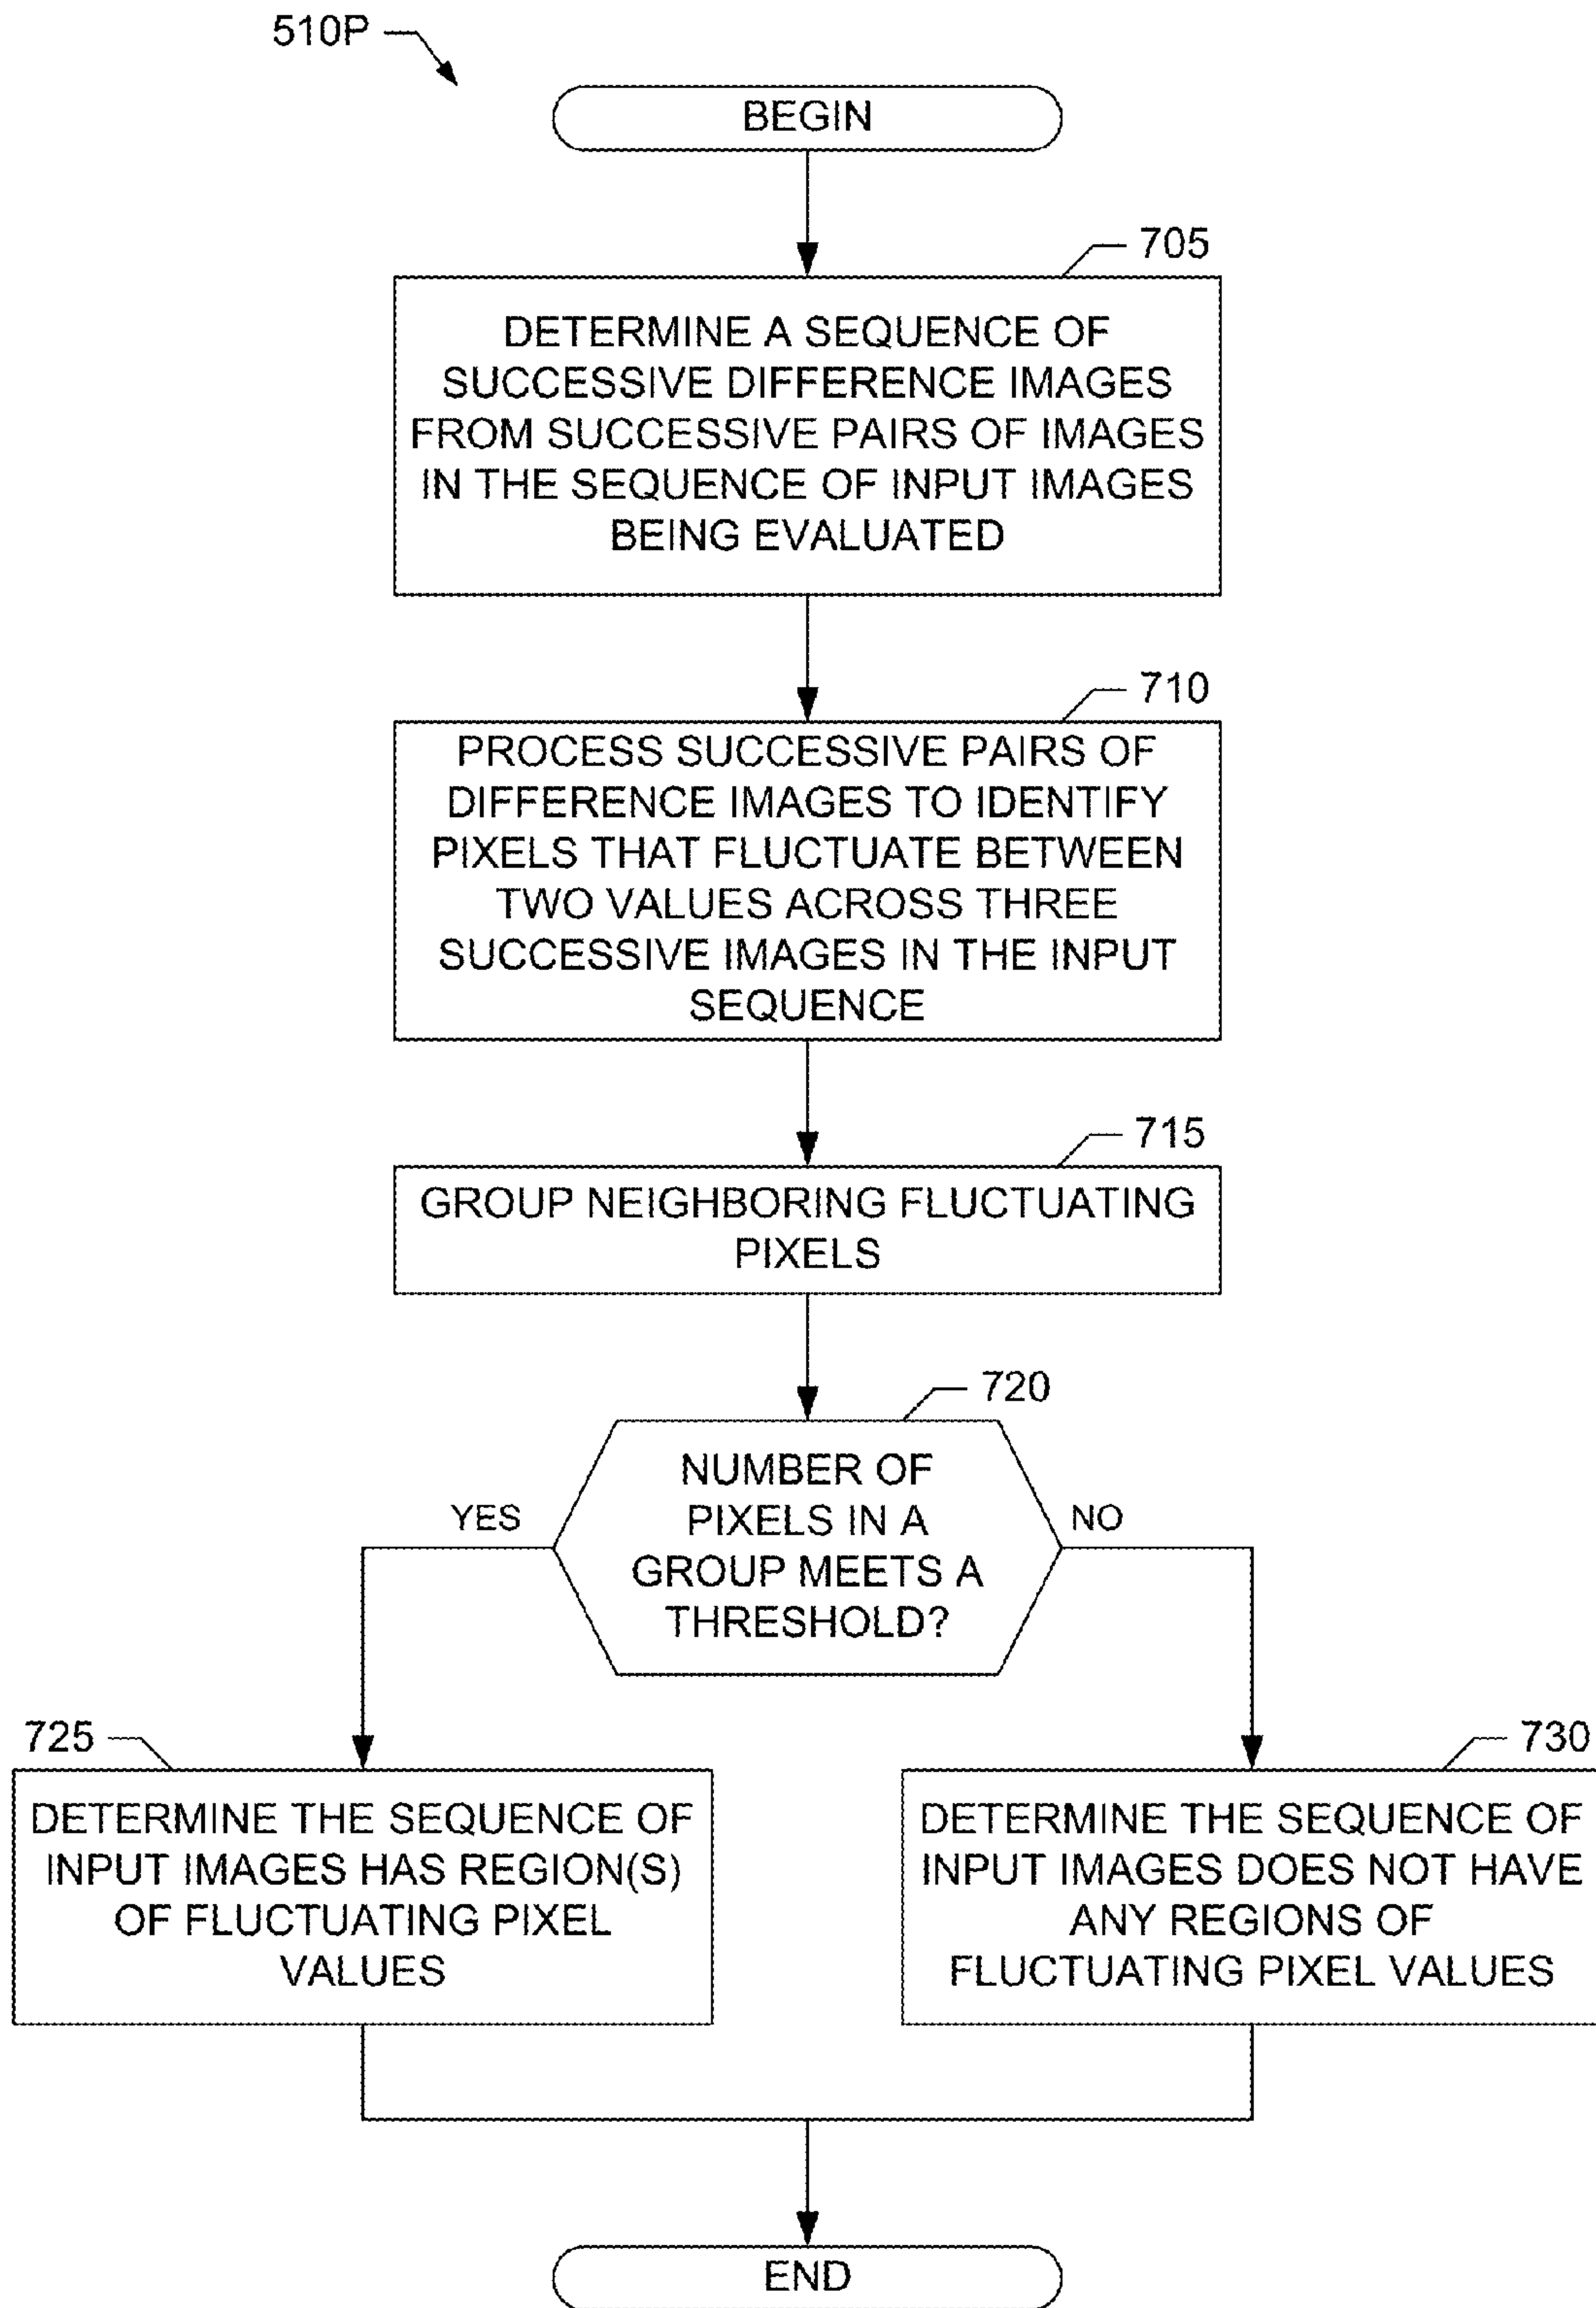 510P
BEGIN
705
DETERMINE A SEQUENCE OF
SUCCESSIVE DIFFERENCE IMAGES
FROM SUCCESSIVE PAIRS OF IMAGES
IN THE SEQUENCE OF INPUT IMAGES
BEING EVALUATED
710
PROCESS SUCCESSIVE PAIRS OF
DIFFERENCE IMAGES TO IDENTIFY
PIXELS THAT FLUCTUATE BETWEEN
TWO VALUES ACROSS THREE
SUCCESSIVE IMAGES IN THE INPUT
SEQUENCE
715
GROUP NEIGHBORING FLUCTUATING
PIXELS
720
NUMBER OF
PIXELS IN A
GROUP MEETS A
THRESHOLD?
YES
NO
725
DETERMINE THE SEQUENCE OF
INPUT IMAGES HAS REGION(S)
OF FLUCTUATING PIXEL
VALUES
730
DETERMINE THE SEQUENCE OF
INPUT IMAGES DOES NOT HAVE
ANY REGIONS OF
FLUCTUATING PIXEL VALUES
END